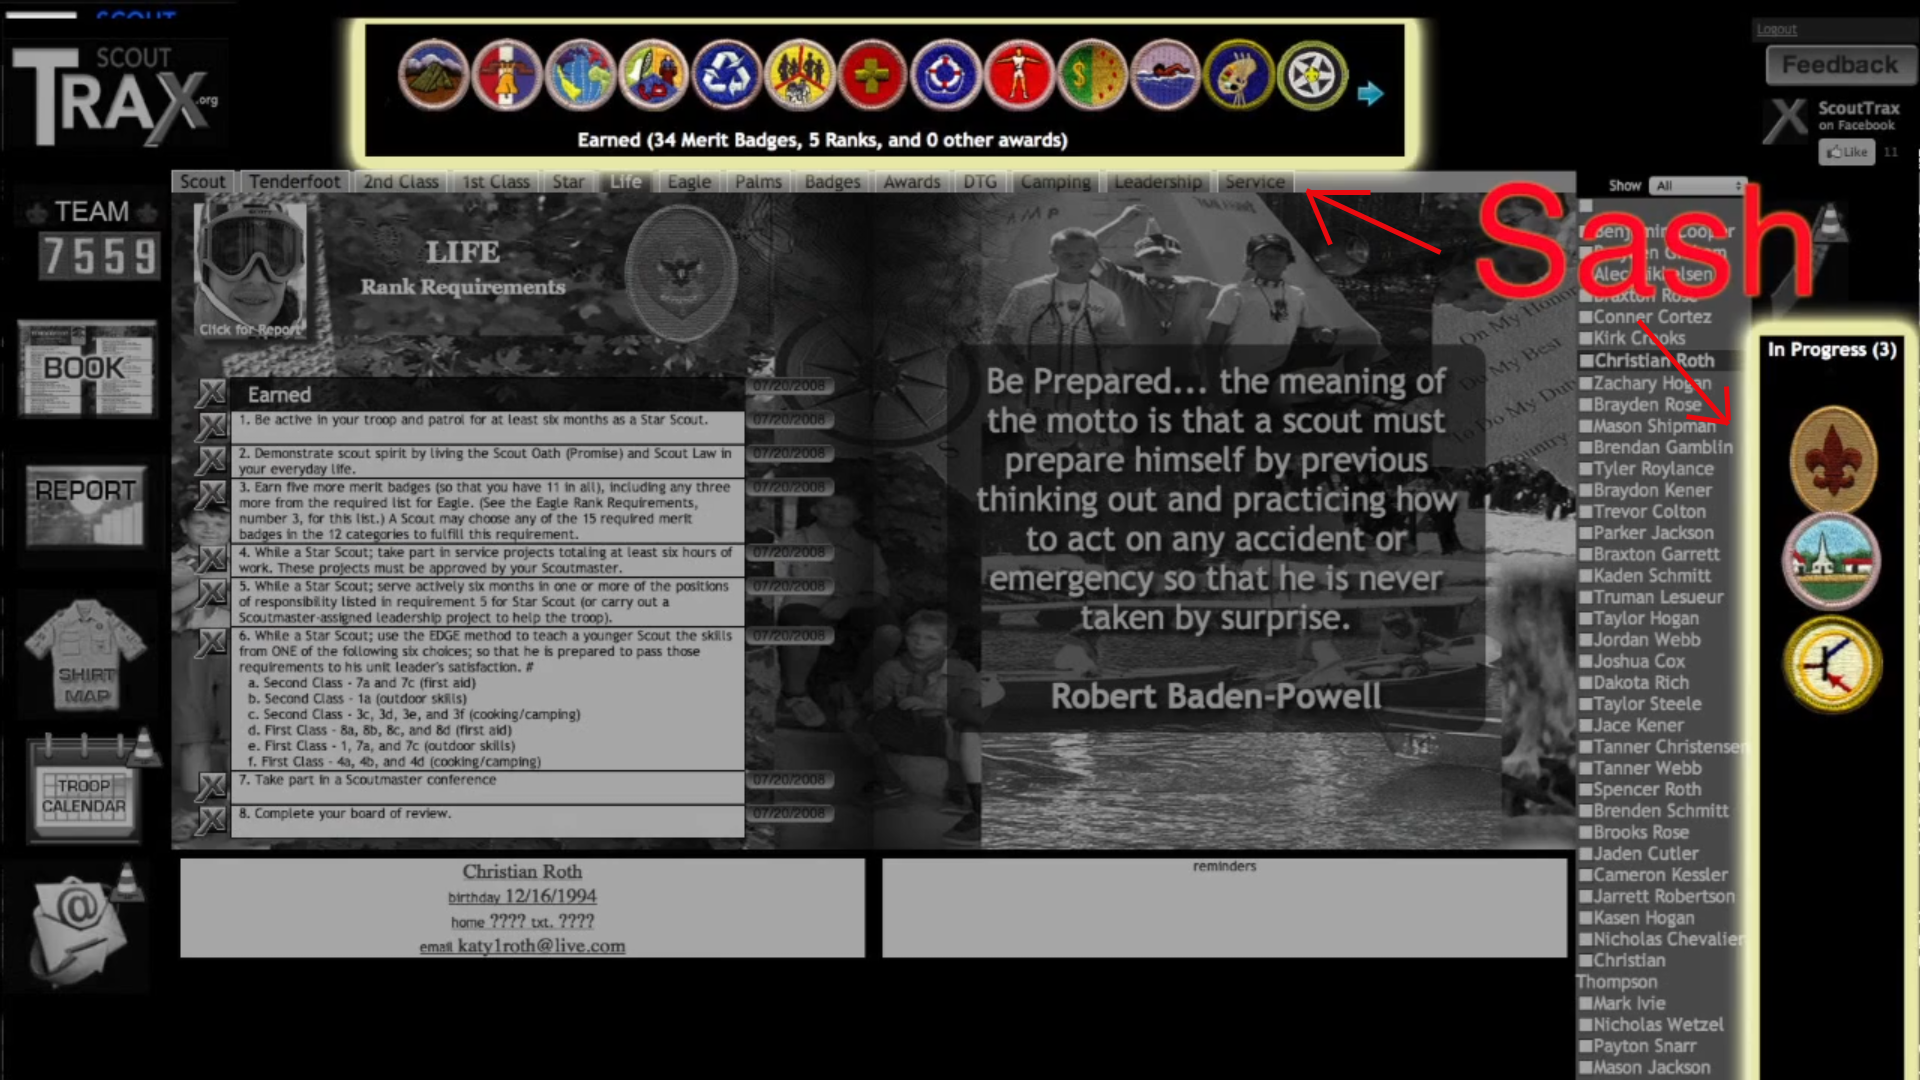 SCOUT
SCOUT
TRAX.org
Earned (34 Merit Badges, 5 Ranks, and 0 other awards)
Logout
Feedback
ScoutTrax
on Facebook
Like 11
Scout Tenderfoot 2nd Class 1st Class Star Life Eagle Palms Badges Awards DTG Camping Leadership Service
Show All
Sash
TEAM
7559
BOOK
REPORT
SHIRT
MAP
TROOP
CALENDAR
@
Click for Report
LIFE
Rank Requirements
Earned 07/20/2008
1. Be active in your troop and patrol for at least six months as a Star Scout. 07/20/2008
2. Demonstrate scout spirit by living the Scout Oath (Promise) and Scout Law in 07/20/2008
your everyday life.
3. Earn five more merit badges (so that you have 11 in all), including any three 07/20/2008
more from the required list for Eagle. (See the Eagle Rank Requirements,
number 3, for this list.) A Scout may choose any of the 15 required merit
badges in the 12 categories to fulfill this requirement.
4. While a Star Scout; take part in service projects totaling at least six hours of 07/20/2008
work. These projects must be approved by your Scoutmaster.
5. While a Star Scout; serve actively six months in one or more of the positions 07/20/2008
of responsibility listed in requirement 5 for Star Scout (or carry out a
Scoutmaster-assigned leadership project to help the troop).
6. While a Star Scout; use the EDGE method to teach a younger Scout the skills 07/20/2008
from ONE of the following six choices; so that he is prepared to pass those
requirements to his unit leader's satisfaction. #
a. Second Class - 7a and 7c (first aid)
b. Second Class - 1a (outdoor skills)
c. Second Class - 3c, 3d, 3e, and 3f (cooking/camping)
d. First Class - 8a, 8b, 8c, and 8d (first aid)
e. First Class - 1, 7a, and 7c (outdoor skills)
f. First Class - 4a, 4b, and 4d (cooking/camping)
7. Take part in a Scoutmaster conference 07/20/2008
8. Complete your board of review. 07/20/2008
On My Honor
Do My Best
To Do My Duty
Country
Be Prepared... the meaning of
the motto is that a scout must
prepare himself by previous
thinking out and practicing how
to act on any accident or
emergency so that he is never
taken by surprise.
Robert Baden-Powell
Christian Roth
birthday 12/16/1994
home ???? txt. ????
email katy1roth@live.com
reminders
Benjamin Cooper
Conner Cortez
Kirk Crooks
Christian Roth
Zachary Hogan
Brayden Rose
Mason Shipman
Brendan Gamblin
Tyler Roylance
Braydon Kener
Trevor Colton
Parker Jackson
Braxton Garrett
Kaden Schmitt
Truman Lesueur
Taylor Hogan
Jordan Webb
Joshua Cox
Dakota Rich
Taylor Steele
Jace Kener
Tanner Christensen
Tanner Webb
Spencer Roth
Brenden Schmitt
Brooks Rose
Jaden Cutler
Cameron Kessler
Jarrett Robertson
Kasen Hogan
Nicholas Chevalier
Christian
Thompson
Mark Ivie
Nicholas Wetzel
Payton Snarr
Mason Jackson
In Progress (3)